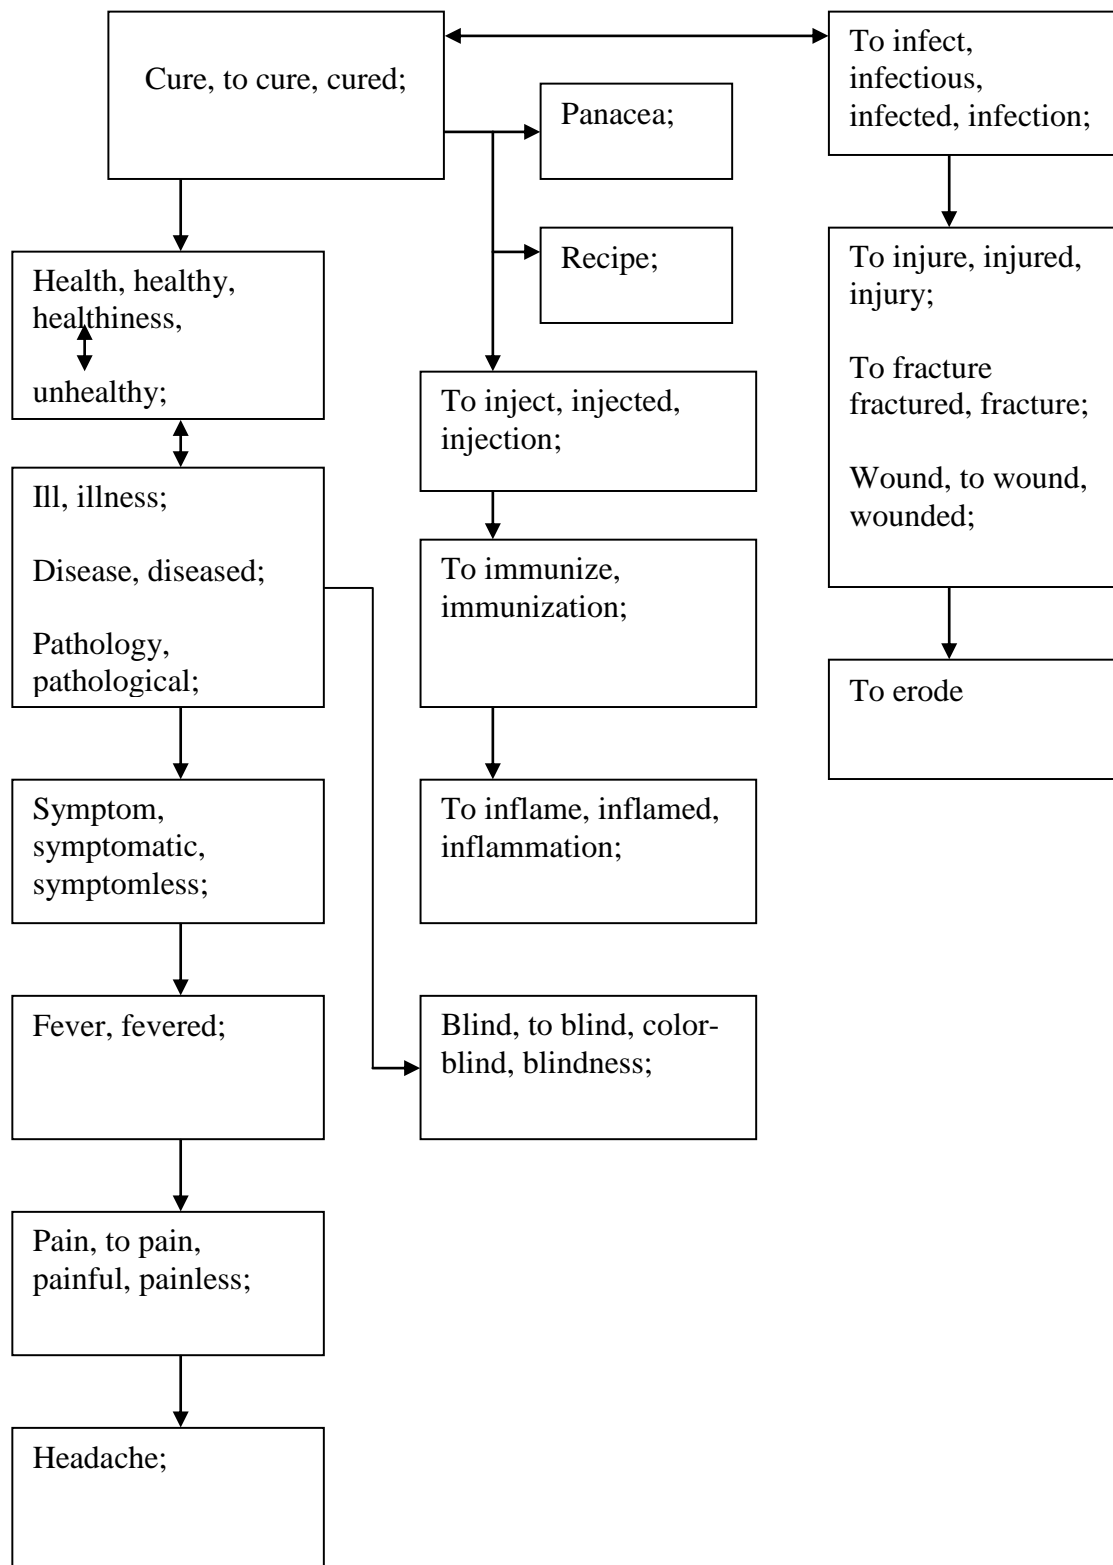 Cure, to cure, cured;
To infect,
infectious,
infected, infection;
Panacea;
Recipe;
Health, healthy,
healthiness,
unhealthy;
To injure, injured,
injury;
To fracture
fractured, fracture;
Wound, to wound,
wounded;
To inject, injected,
injection;
Ill, illness;
Disease, diseased;
Pathology,
pathological;
To immunize,
immunization;
To erode
Symptom,
symptomatic,
symptomless;
To inflame, inflamed,
inflammation;
Fever, fevered;
Blind, to blind, color-
blind, blindness;
Pain, to pain,
painful, painless;
Headache;